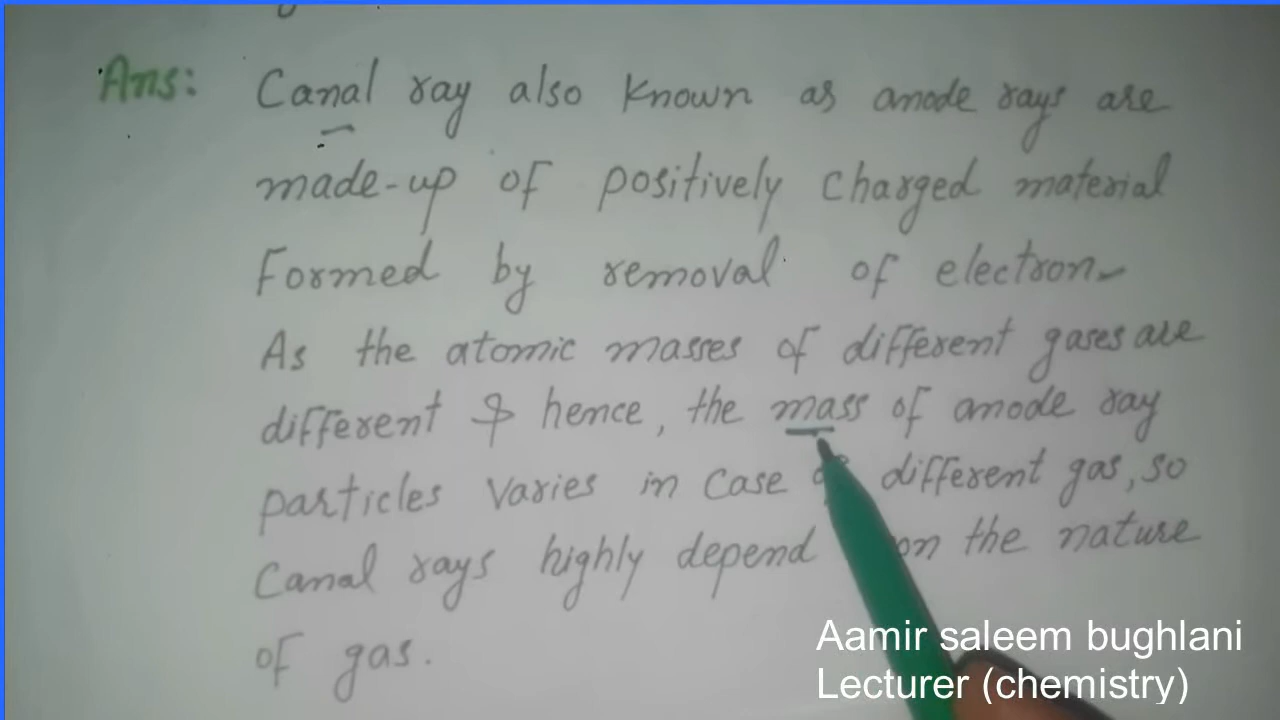 Ans: Canal ray also known as anode rays are
made-up of positively charged material
Formed by removal of electron
As the atomic masses of different gases are
different & hence, the mass of anode ray
particles varies in case different gas, so
Canal rays highly depend on the nature
of gas.
Aamir saleem bughlani
Lecturer (chemistry)